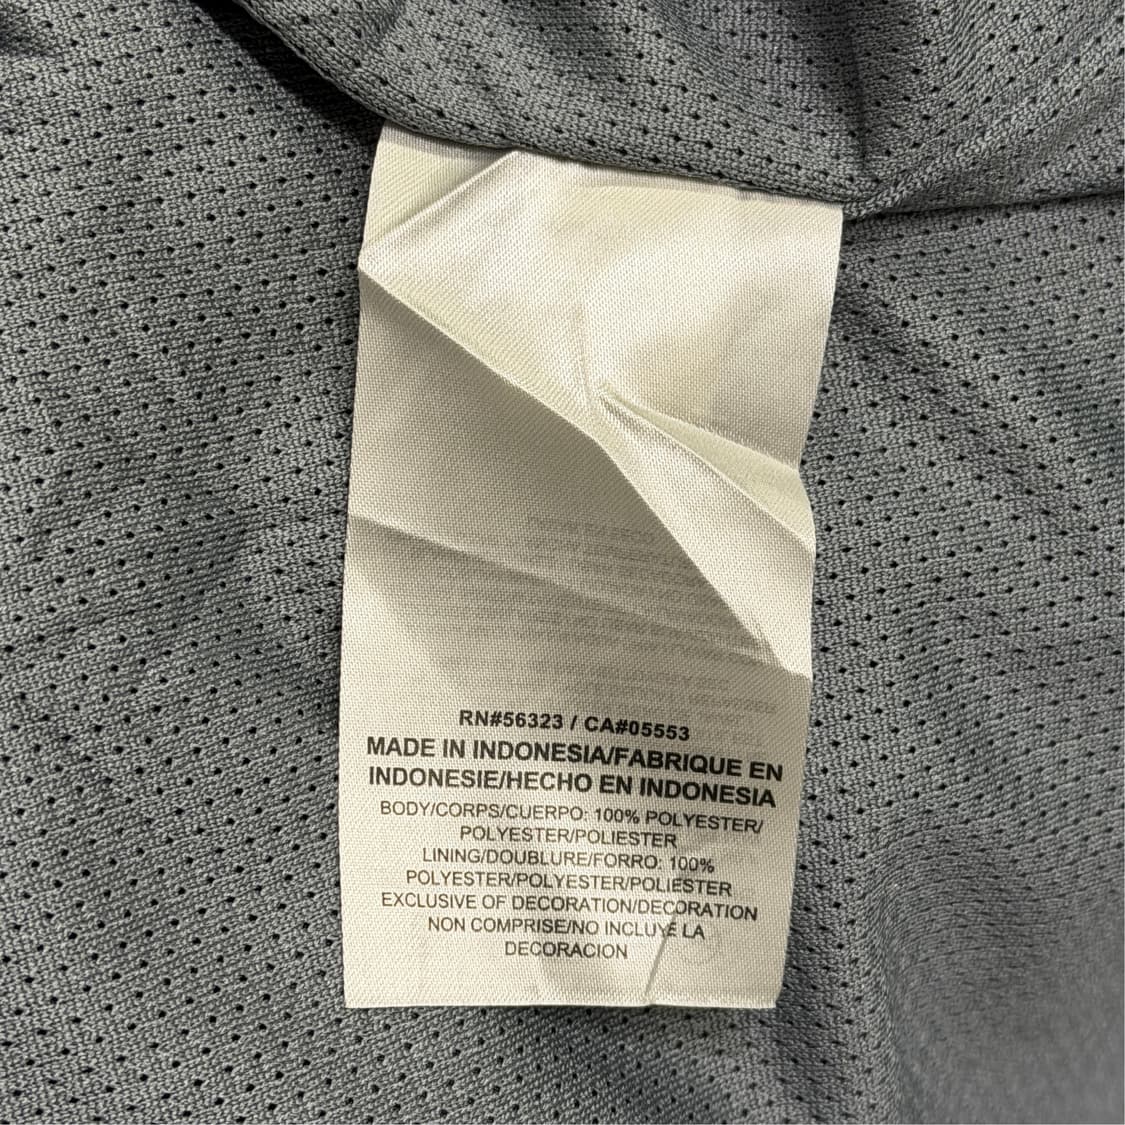 RN#56323 / CA#05553
MADE IN INDONESIA/FABRIQUE EN
INDONESIE/HECHO EN INDONESIA
BODY/CORPS/CUERPO: 100% POLYESTER/
POLYESTER/POLIESTER
LINING/DOUBLURE/FORRO: 100%
POLYESTER/POLYESTER/POLIESTER
EXCLUSIVE OF DECORATION/DECORATION
NON COMPRISE/NO INCLUYE LA
DECORACION